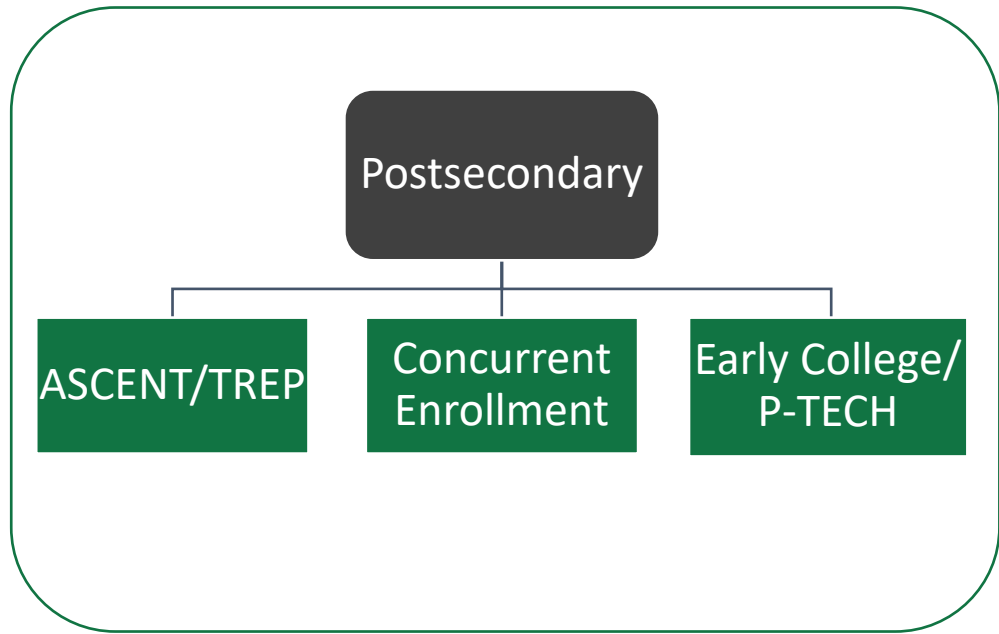 Postsecondary
ASCENT/TREP
Concurrent
Enrollment
Early College/
P-TECH